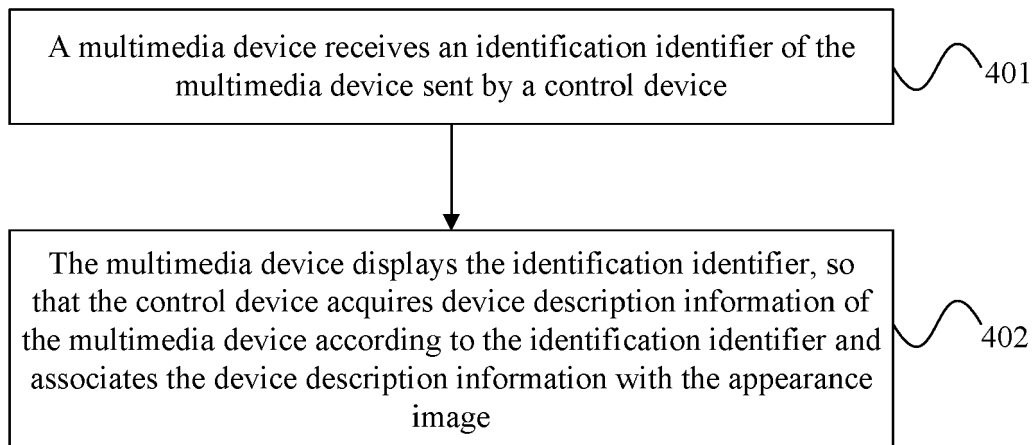 A multimedia device receives an identification identifier of the
multimedia device sent by a control device
401
The multimedia device displays the identification identifier, so
that the control device acquires device description information of
the multimedia device according to the identification identifier and
associates the device description information with the appearance
image
402